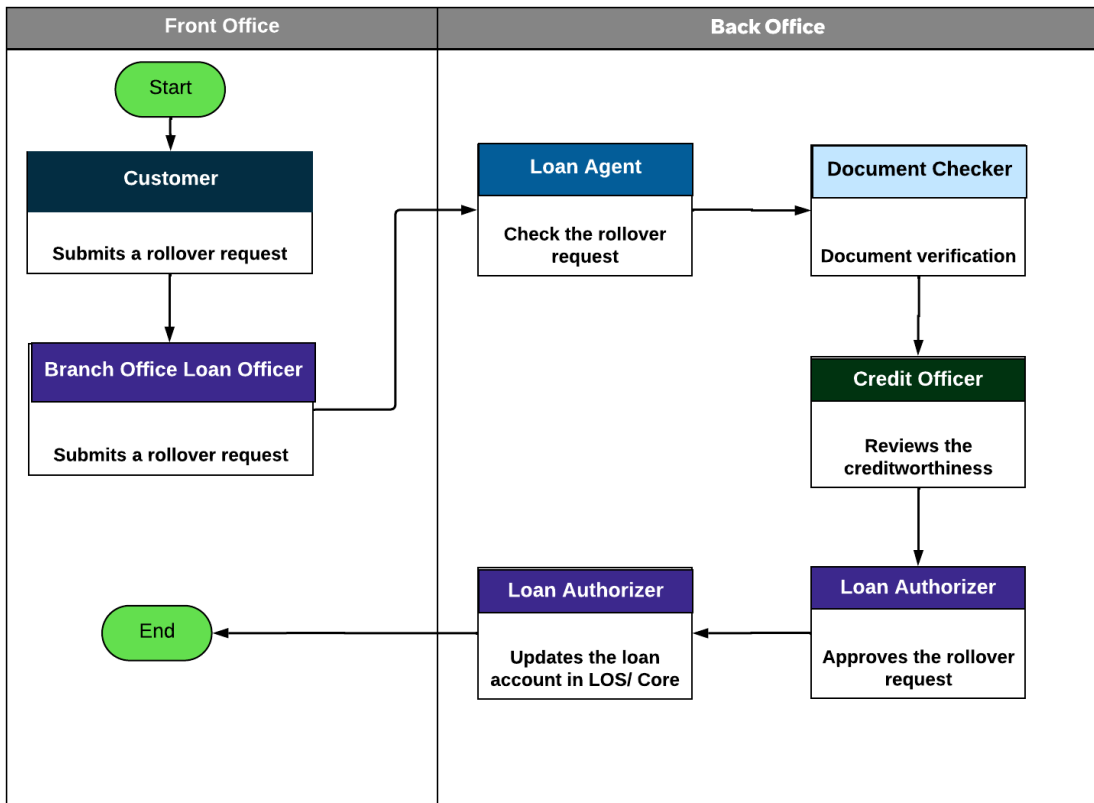 Front Office
Back Office
Start
Customer
Submits a rollover request
Branch Office Loan Officer
Submits a rollover request
Loan Agent
Check the rollover
request
Document Checker
Document verification
Credit Officer
Reviews the
creditworthiness
Loan Authorizer
Approves the rollover
request
Loan Authorizer
Updates the loan
account in LOS/ Core
End